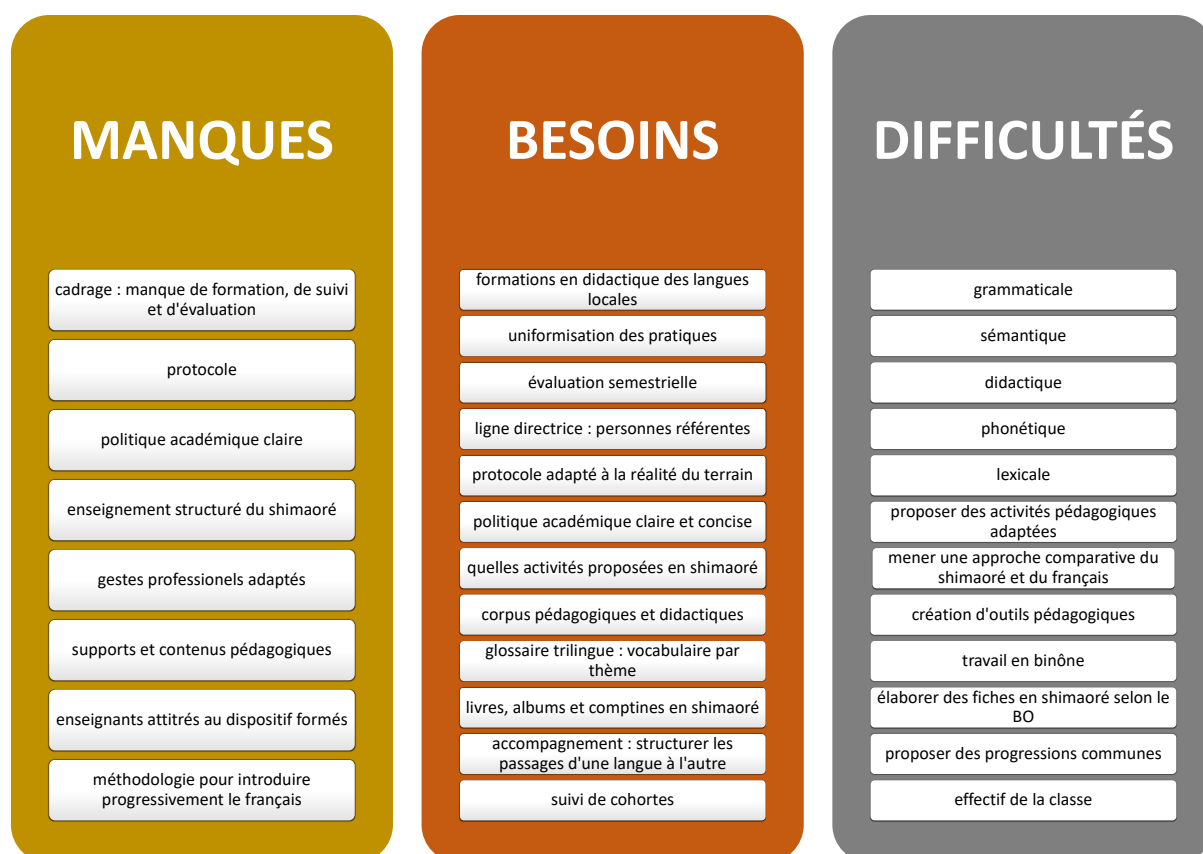 MANQUES
cadrage : manque de formation, de suivi
et d'évaluation
protocole
politique académique claire
enseignement structuré du shimaoré
gestes professionels adaptés
supports et contenus pédagogiques
enseignants attitrés au dispositif formés
méthodologie pour introduire
progressivement le français
BESOINS
formations en didactique des langues
locales
uniformisation des pratiques
évaluation semestrielle
ligne directrice : personnes référentes
protocole adapté à la réalité du terrain
politique académique claire et concise
quelles activités proposées en shimaoré
corpus pédagogiques et didactiques
glossaire trilingue : vocabulaire par
thème
livres, albums et comptines en shimaoré
accompagnement : structurer les
passages d'une langue à l'autre
suivi de cohortes
DIFFICULTÉS
grammaticale
sémantique
didactique
phonétique
lexicale
proposer des activités pédagogiques
adaptées
mener une approche comparative du
shimaoré et du français
création d'outils pédagogiques
travail en binône
élaborer des fiches en shimaoré selon le
BO
proposer des progressions communes
effectif de la classe